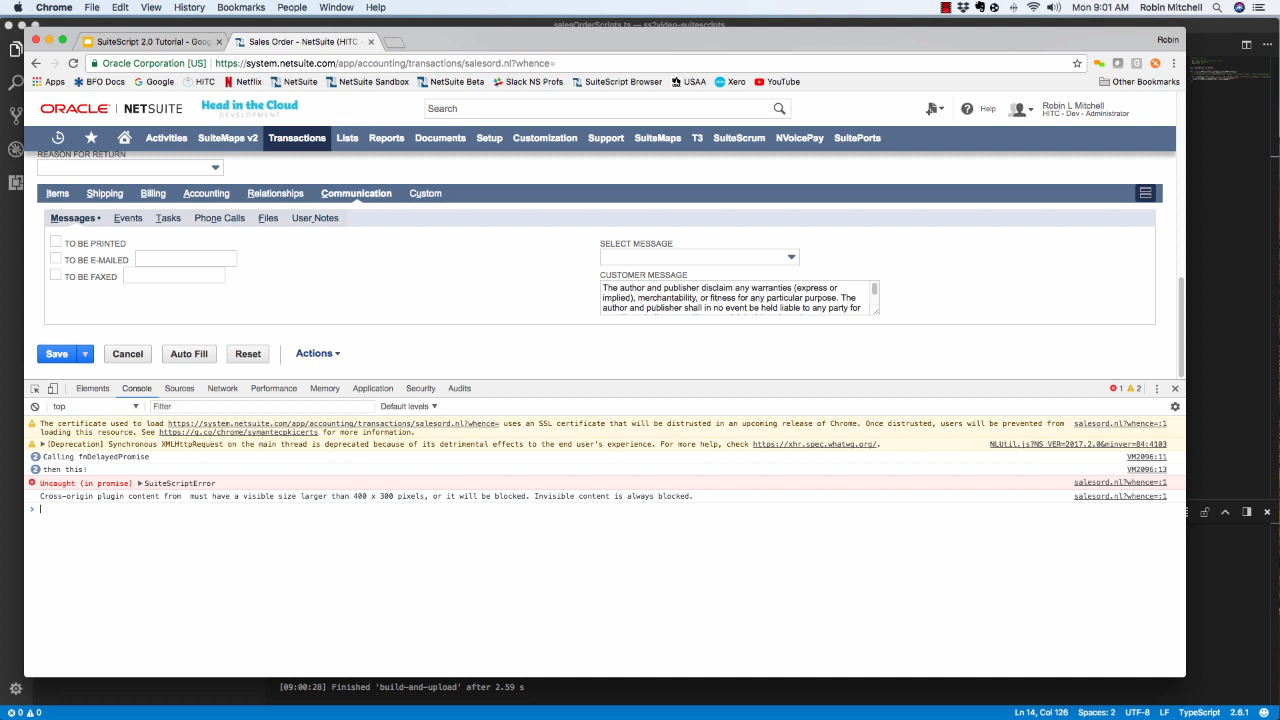 Chrome File Edit View History Bookmarks People Window Help
Mon 9:01 AM Robin Mitchell
salesOrderScripts.ts — ss2video-suitescripts
SuiteScript 2.0 Tutorial - Goog
Sales Order - NetSuite (HITC -
Robin
Oracle Corporation [US] https://system.netsuite.com/app/accounting/transactions/salesord.nl?whence=
Apps BFO Docs Google HITC Netflix NetSuite NetSuite Sandbox NetSuite Beta Xero NS Profs SuiteScript Browser USAA Xero YouTube Other Bookmarks
ORACLE NETSUITE
Head in the Cloud
DEVELOPMENT
Search
Help
Robin L Mitchell
HITC - Dev - Administrator
Activities SuiteMaps v2 Transactions Lists Reports Documents Setup Customization Support SuiteMaps T3 SuiteScrum NVoicePay SuitePorts
REASON FOR RETURN
Items Shipping Billing Accounting Relationships Communication Custom
Messages • Events Tasks Phone Calls Files User Notes
TO BE PRINTED
TO BE E-MAILED
TO BE FAXED
SELECT MESSAGE
CUSTOMER MESSAGE
The author and publisher disclaim any warranties (express or
implied), merchantability, or fitness for any particular purpose. The
author and publisher shall in no event be held liable to any party for
Save Cancel Auto Fill Reset Actions
Elements Console Sources Network Performance Memory Application Security Audits 1 2
top Filter Default levels
The certificate used to load https://system.netsuite.com/app/accounting/transactions/salesord.nl?whence= uses an SSL certificate that will be distrusted in an upcoming release of Chrome. Once distrusted, users will be prevented from salesord.nl?whence=:1
loading this resource. See https://g.co/chrome/symantecpkicerts for more information.
[Deprecation] Synchronous XMLHttpRequest on the main thread is deprecated because of its detrimental effects to the end user's experience. For more help, check https://xhr.spec.whatwg.org/. NLUtil.js?NS_VER=2017.2.0&minver=84:4103
2 Calling fnDelayedPromise VM2096:11
2 then this! VM2096:13
Uncaught (in promise) SuiteScriptError salesord.nl?whence=:1
Cross-origin plugin content from must have a visible size larger than 400 x 300 pixels, or it will be blocked. Invisible content is always blocked. salesord.nl?whence=:1
>
[09:00:28] Finished 'build-and-upload' after 2.59 s
0 0 Ln 14, Col 126 Spaces: 2 UTF-8 LF TypeScript 2.6.1